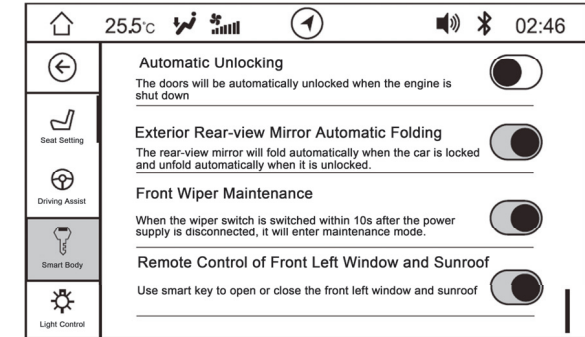 25.5°c
02:46
Automatic Unlocking
The doors will be automatically unlocked when the engine is
shut down
Seat Setting
Exterior Rear-view Mirror Automatic Folding
The rear-view mirror will fold automatically when the car is locked
and unfold automatically when it is unlocked.
Driving Assist
Front Wiper Maintenance
When the wiper switch is switched within 10s after the power
supply is disconnected, it will enter maintenance mode.
Smart Body
Remote Control of Front Left Window and Sunroof
Use smart key to open or close the front left window and sunroof
Light Control